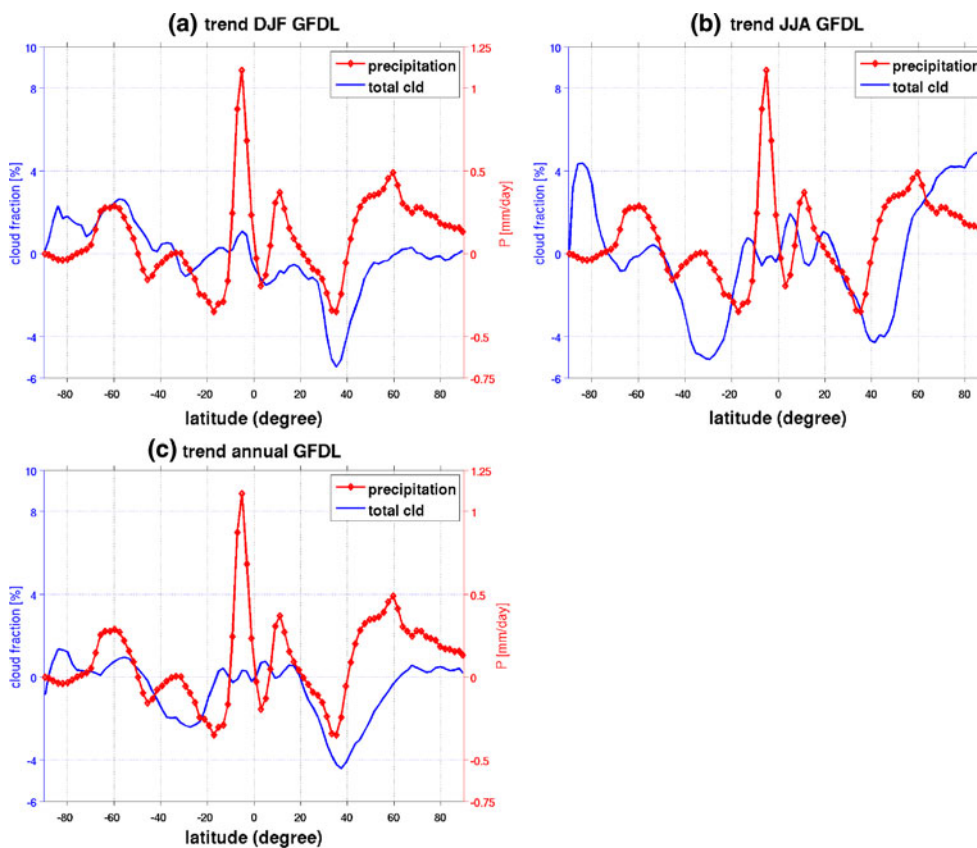 (a) trend DJF GFDL
precipitation
total cld
10
8
4
0
-4
-6
cloud fraction [%]
1.25
1
0.5
0
-0.5
-0.75
P [mm/day]
-80 -60 -40 -20 0 20 40 60 80
latitude (degree)
(b) trend JJA GFDL
precipitation
total cld
10
8
4
0
-4
-6
cloud fraction [%]
-80 -60 -40 -20 0 20 40 60 80
latitude (degree)
(c) trend annual GFDL
precipitation
total cld
10
8
4
0
-4
-6
cloud fraction [%]
1.25
1
0.5
0
-0.5
-0.75
P [mm/day]
-80 -60 -40 -20 0 20 40 60 80
latitude (degree)